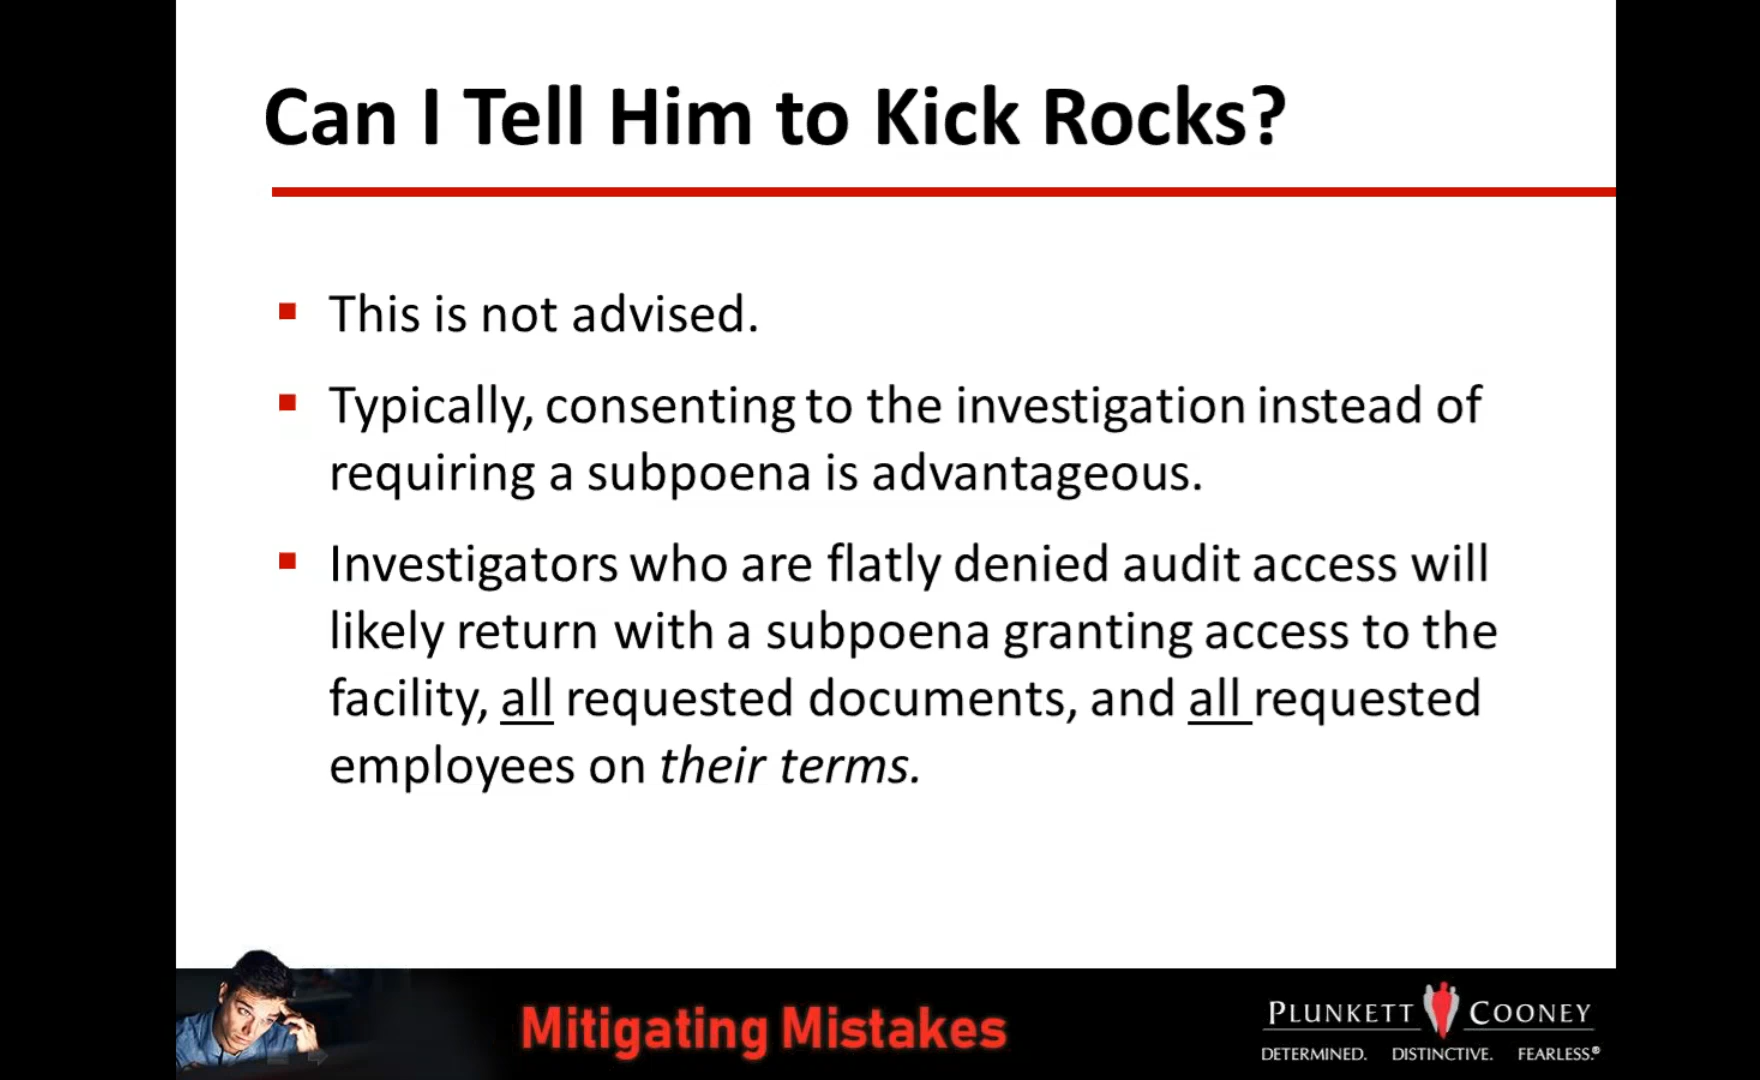 Can I Tell Him to Kick Rocks?
This is not advised.
Typically, consenting to the investigation instead of
requiring a subpoena is advantageous.
Investigators who are flatly denied audit access will
likely return with a subpoena granting access to the
facility, all requested documents, and all requested
employees on their terms.
Mitigating Mistakes
PLUNKETT COONEY
DETERMINED. DISTINCTIVE. FEARLESS.®